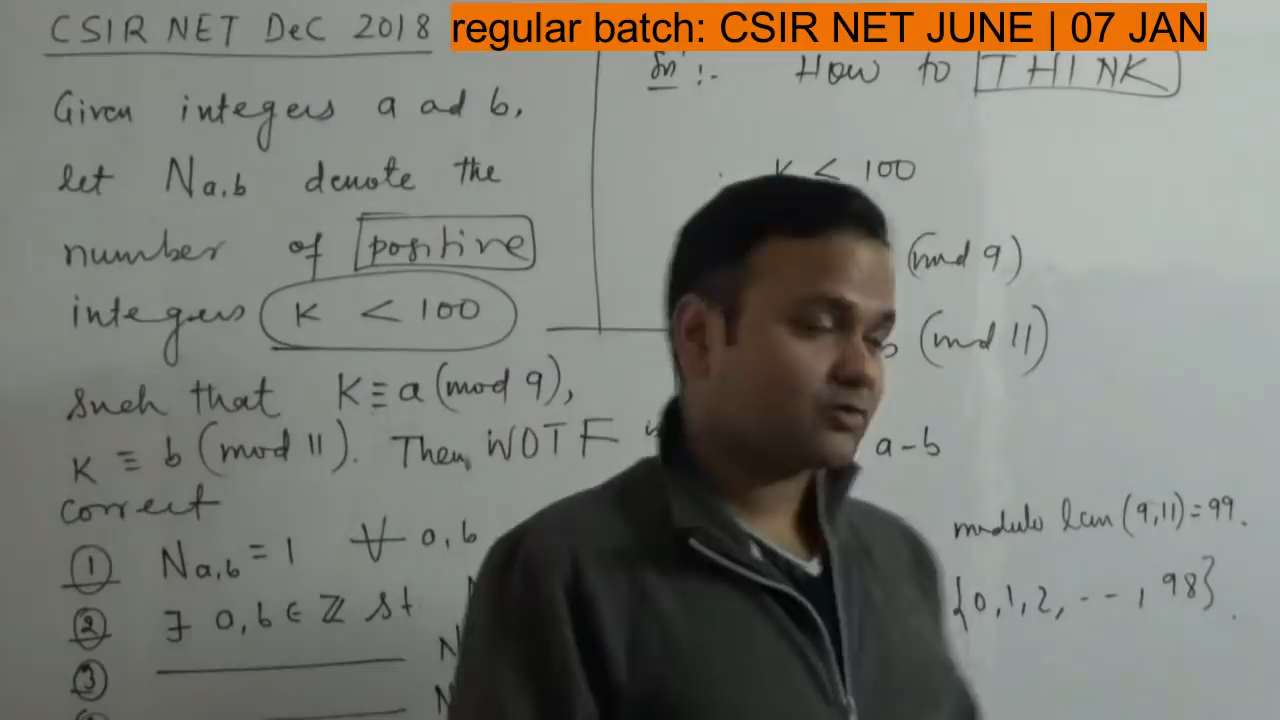 CSIR NET DEC 2018
regular batch: CSIR NET JUNE | 07 JAN
Given integers a ad b,
let Na,b denote the
number of positive
integers K < 100
such that K ≡ a (mod 9),
K ≡ b (mod 11). Then, WOTF is
correct
① Na,b = 1 ∀ a,b
② ∃ a,b ∈ ℤ st
③
Soln :- How to THINK
K < 100
(mod 9)
b (mod 11)
a-b
modulo lcm (9,11)=99.
{0,1,2, -- , 98}.